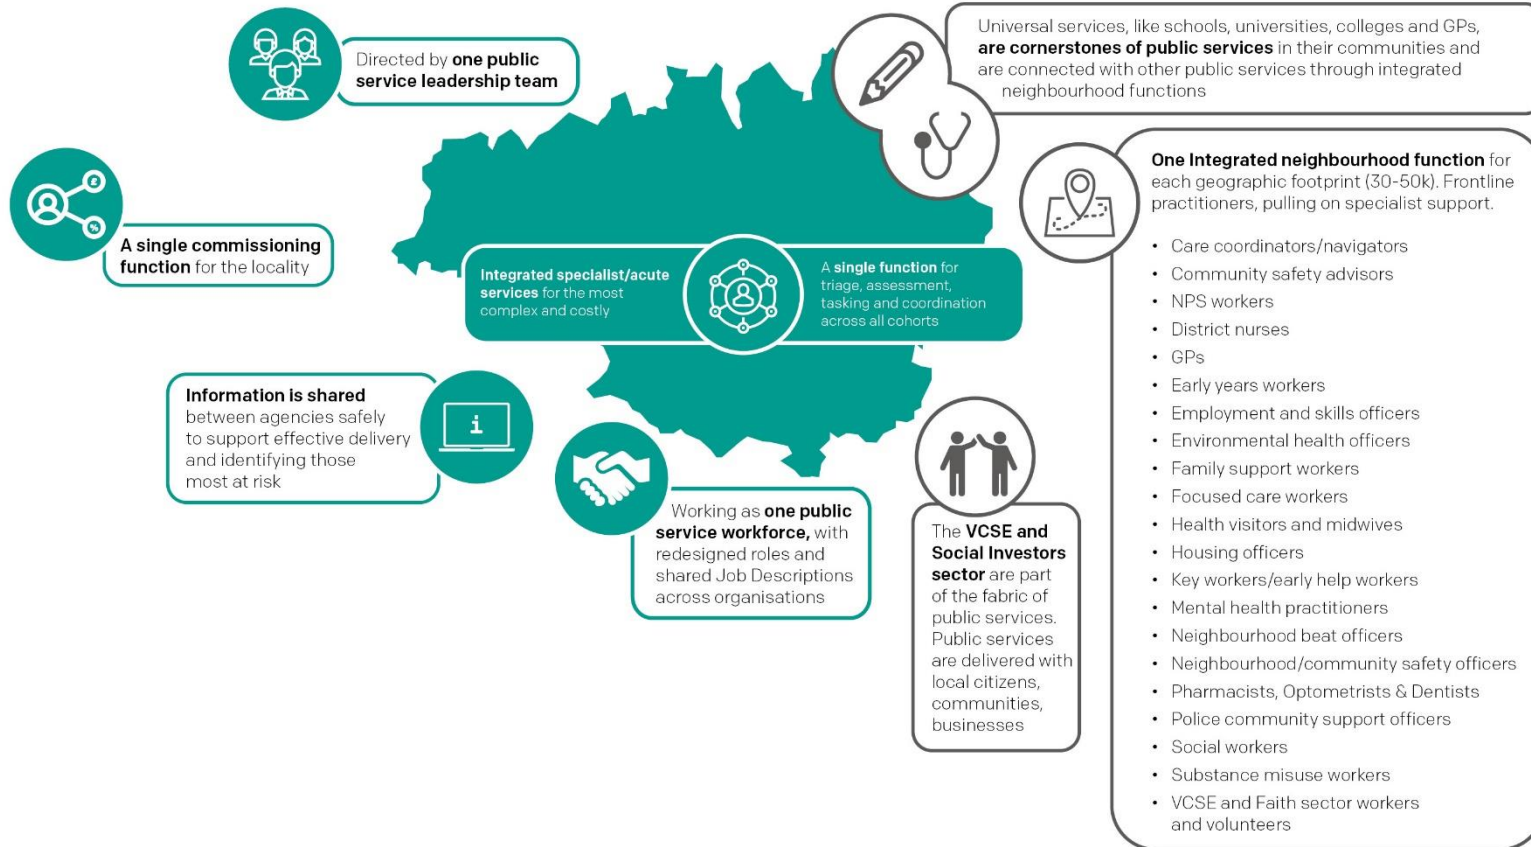 Directed by one public
service leadership team
Universal services, like schools, universities, colleges and GPs,
are cornerstones of public services in their communities and
are connected with other public services through integrated
neighbourhood functions
£
%
A single commissioning
function for the locality
One Integrated neighbourhood function for
each geographic footprint (30-50k). Frontline
practitioners, pulling on specialist support.
• Care coordinators/navigators
• Community safety advisors
• NPS workers
• District nurses
• GPs
• Early years workers
• Employment and skills officers
• Environmental health officers
• Family support workers
• Focused care workers
• Health visitors and midwives
• Housing officers
• Key workers/early help workers
• Mental health practitioners
• Neighbourhood beat officers
• Neighbourhood/community safety officers
• Pharmacists, Optometrists & Dentists
• Police community support officers
• Social workers
• Substance misuse workers
• VCSE and Faith sector workers
and volunteers
Integrated specialist/acute
services for the most
complex and costly
A single function for
triage, assessment,
tasking and coordination
across all cohorts
Information is shared
between agencies safely
to support effective delivery
and identifying those
most at risk
i
Working as one public
service workforce, with
redesigned roles and
shared Job Descriptions
across organisations
The VCSE and
Social Investors
sector are part
of the fabric of
public services.
Public services
are delivered with
local citizens,
communities,
businesses